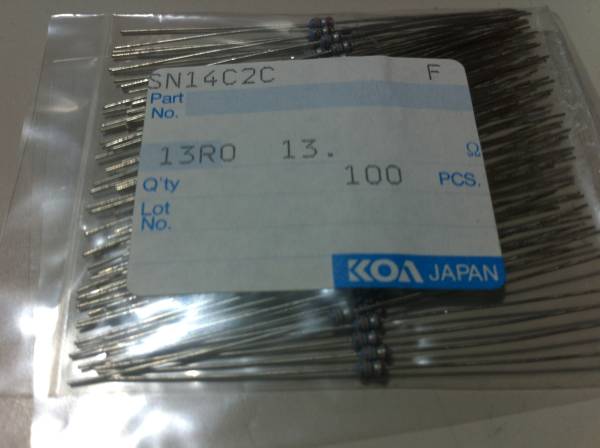 SN14C2C F
Part
No.
13R0 13. Ω
Q'ty 100 PCS.
Lot
No.
KOA JAPAN